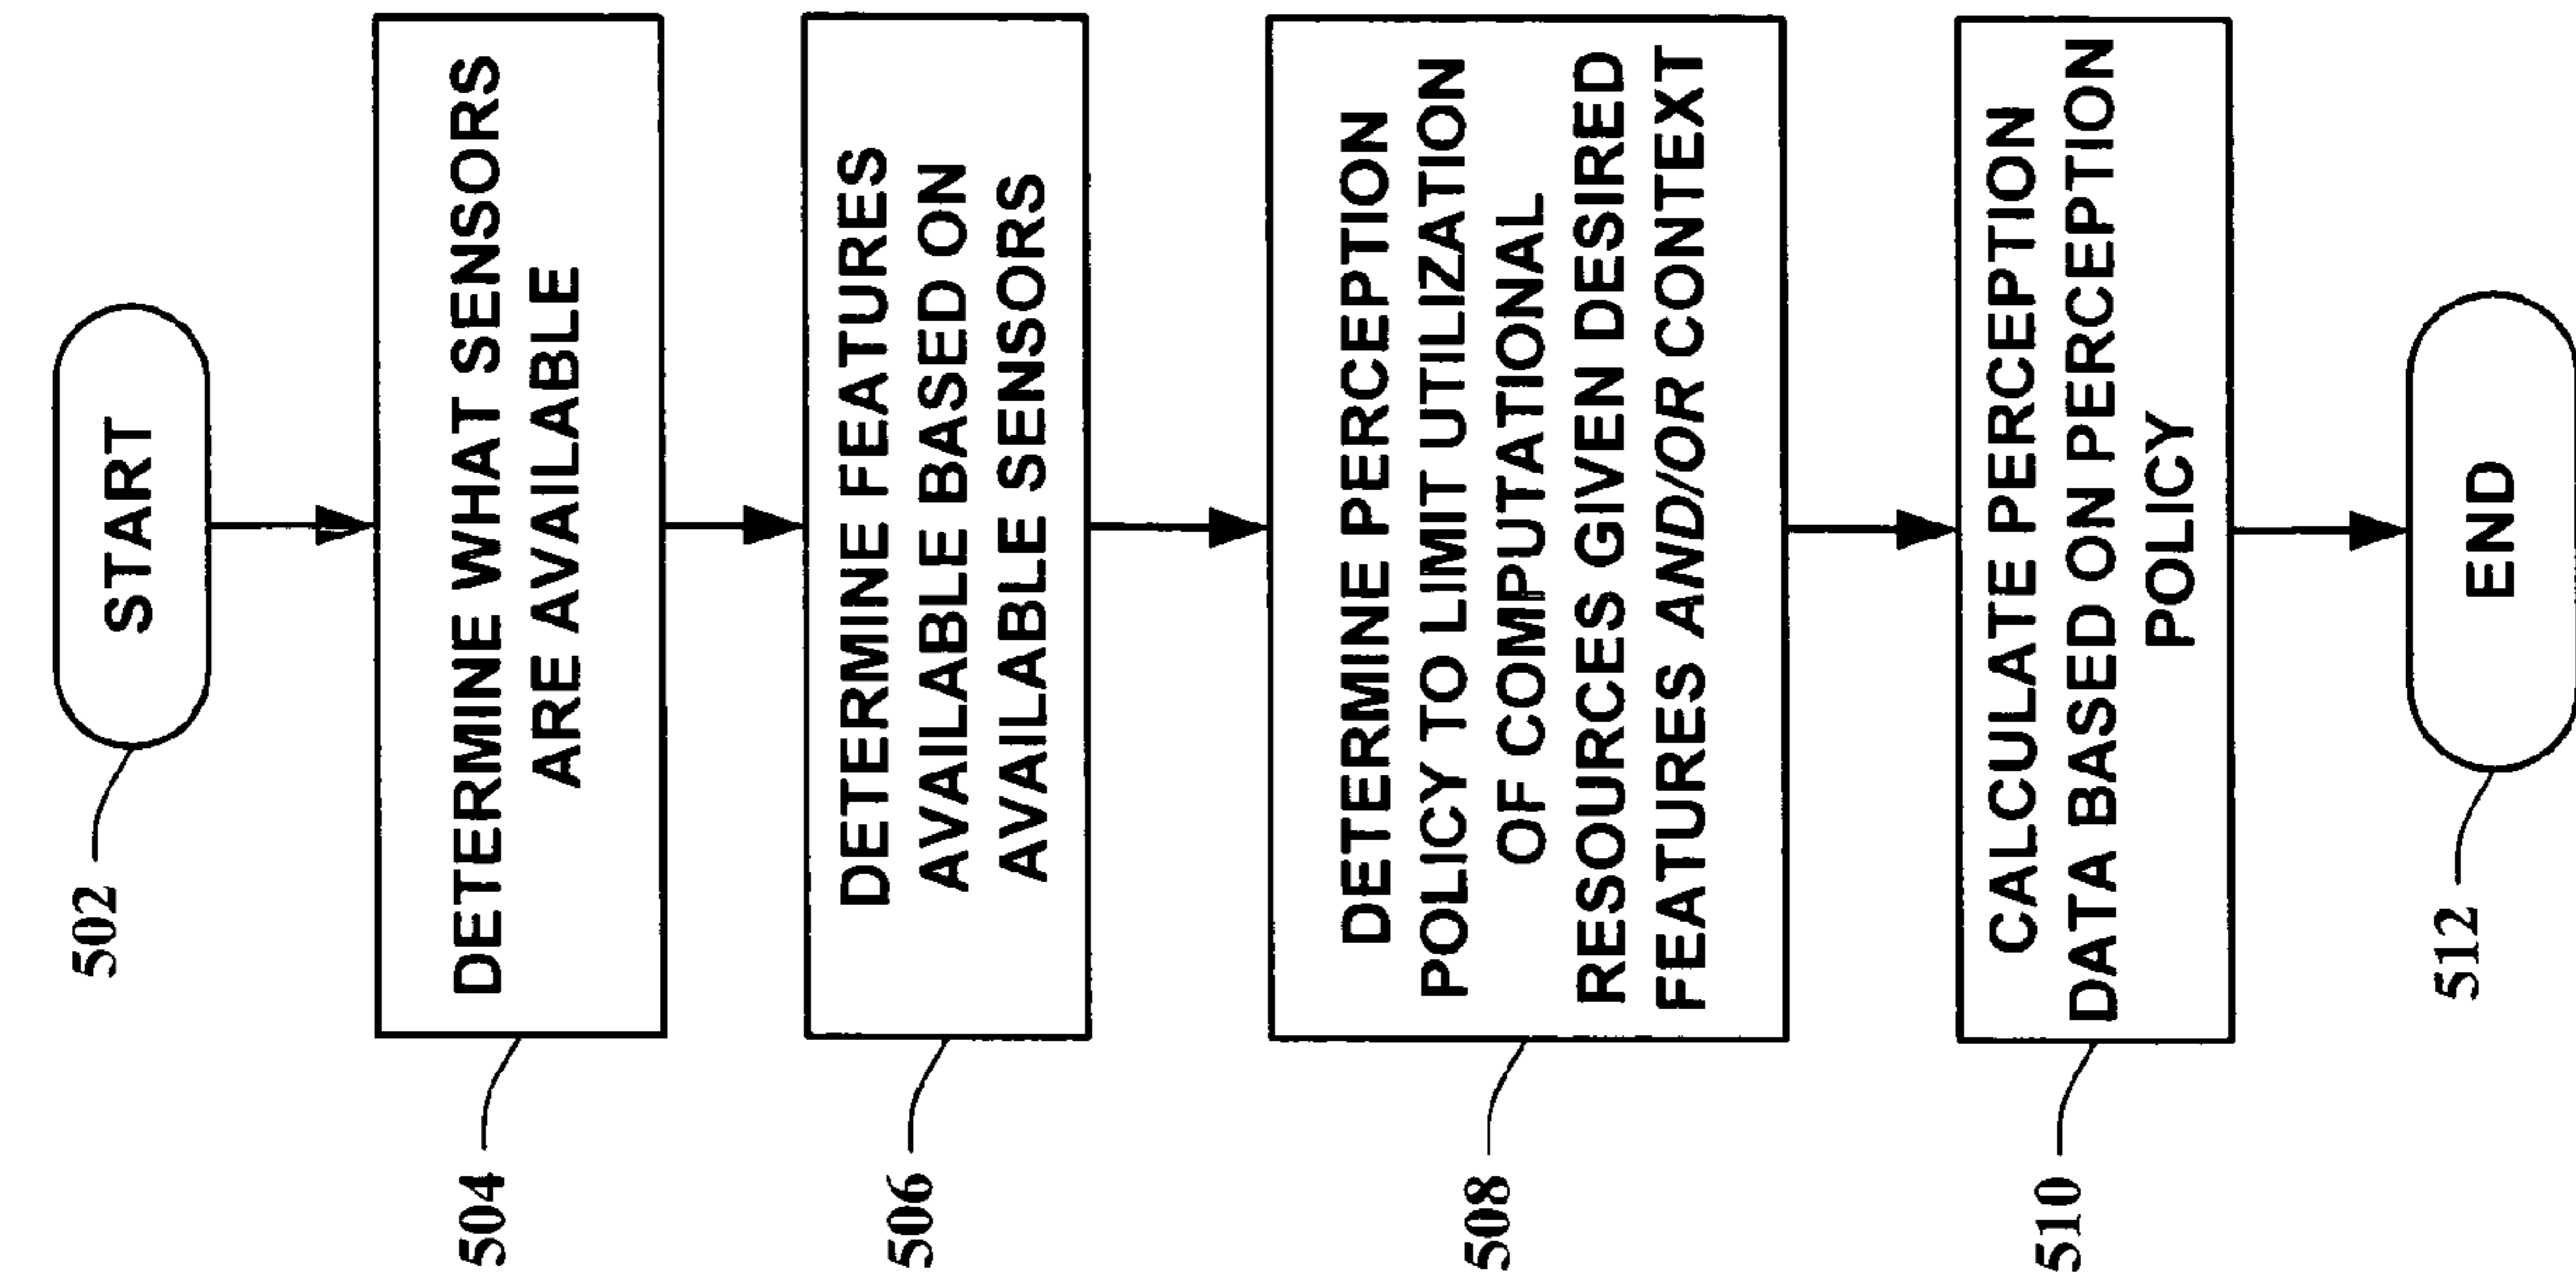 START
502
DETERMINE WHAT SENSORS
ARE AVAILABLE
504
DETERMINE FEATURES
AVAILABLE BASED ON
AVAILABLE SENSORS
506
DETERMINE PERCEPTION
POLICY TO LIMIT UTILIZATION
OF COMPUTATIONAL
RESOURCES GIVEN DESIRED
FEATURES AND/OR CONTEXT
508
CALCULATE PERCEPTION
DATA BASED ON PERCEPTION
POLICY
510
END
512